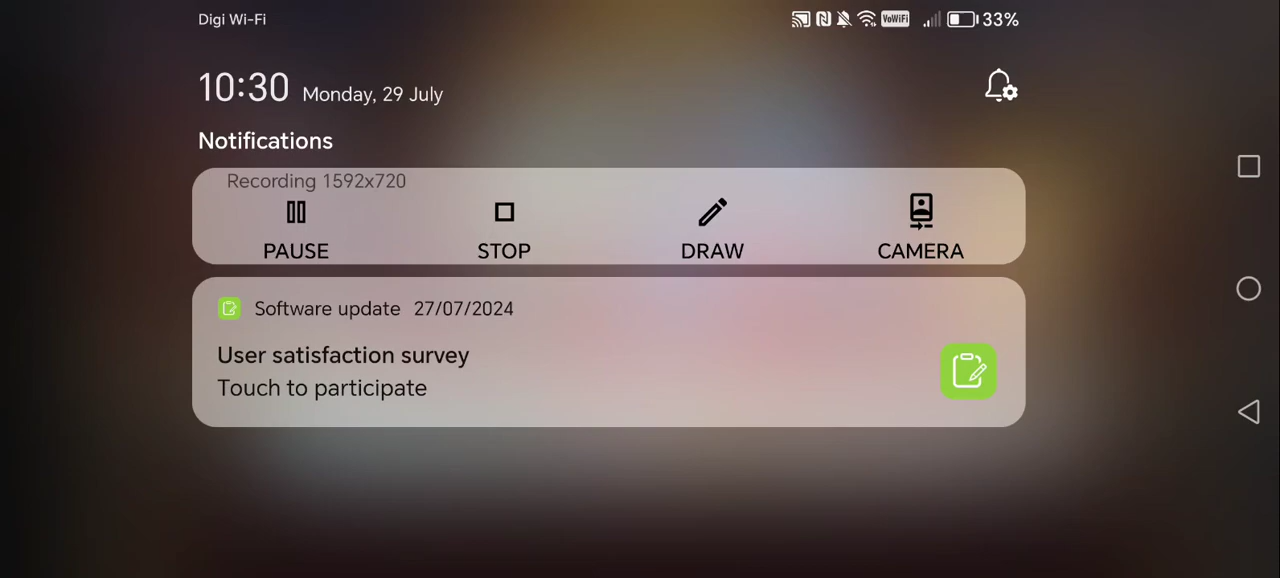 Digi Wi-Fi
VoWiFi 33%
10:30 Monday, 29 July
Notifications
Recording 1592x720
PAUSE STOP DRAW CAMERA
Software update 27/07/2024
User satisfaction survey
Touch to participate